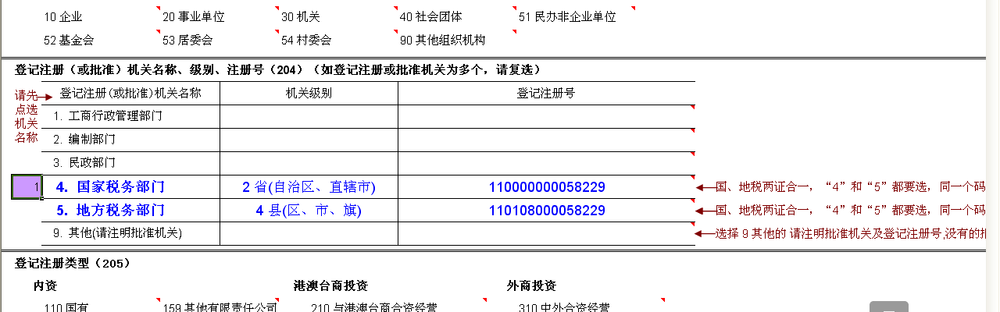 10 企业 20 事业单位 30 机关 40 社会团体 51 民办非企业单位
52 基金会 53 居委会 54 村委会 90 其他组织机构
登记注册（或批准）机关名称、级别、注册号（204）（如登记注册或批准机关为多个，请复选）
请先点选机关名称
登记注册(或批准)机关名称 机关级别 登记注册号
1. 工商行政管理部门
2. 编制部门
3. 民政部门
1 4. 国家税务部门 2 省(自治区、直辖市) 110000000058229 国、地税两证合一，“4”和“5”都要选，同一个码
5. 地方税务部门 4 县(区、市、旗) 110108000058229 国、地税两证合一，“4”和“5”都要选，同一个码
9. 其他(请注明批准机关) 选择 9 其他的 请注明批准机关及登记注册号,没有的
登记注册类型（205）
内资 港澳台商投资 外商投资
110 国有 159 其他有限责任公司 210 与港澳台商合资经营 310 中外合资经营